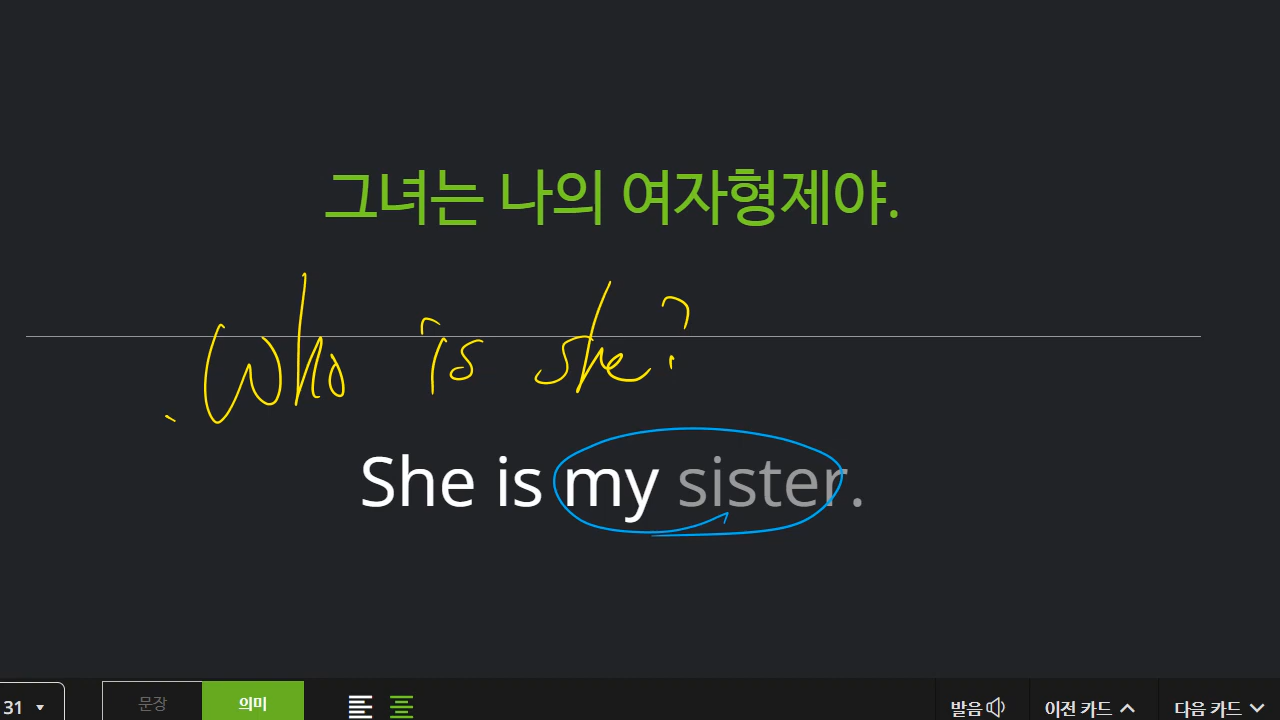 그녀는 나의 여자형제야.
Who is she?
She is my sister.
31 문장 의미 발음 이전 카드 다음 카드